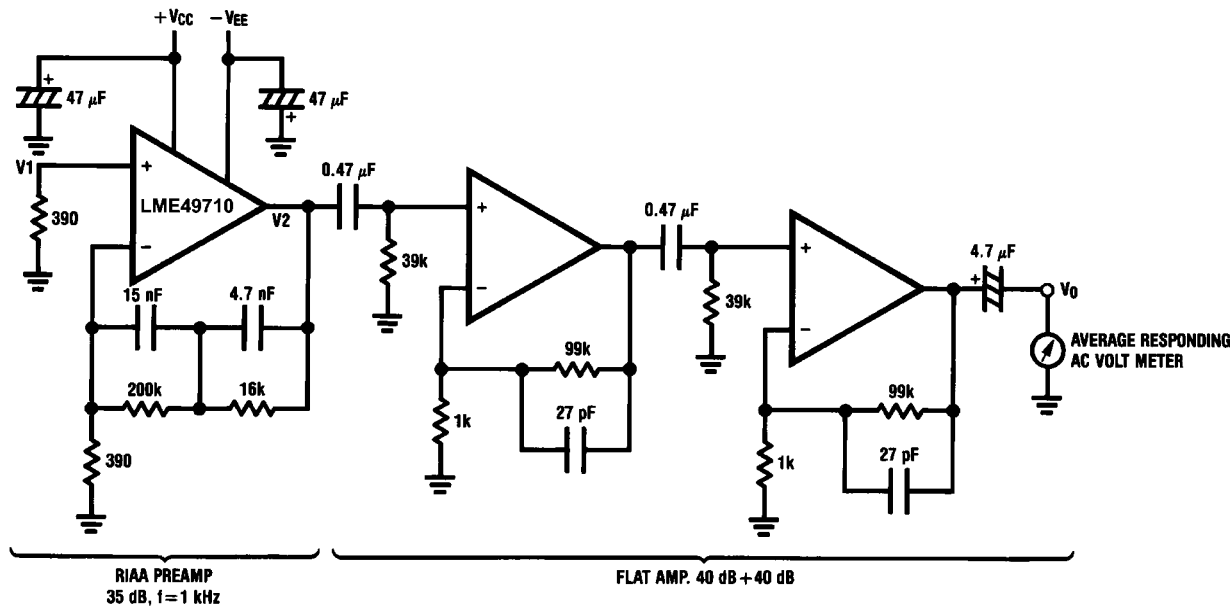 +VCC
−VEE
+
47 μF
47 μF
+
V1
+
390
LME49710
−
V2
0.47 μF
39k
+
−
0.47 μF
39k
+
−
4.7 μF
+
V0
AVERAGE RESPONDING
AC VOLT METER
15 nF
4.7 nF
200k
16k
390
99k
1k
27 pF
99k
1k
27 pF
RIAA PREAMP
35 dB, f=1 kHz
FLAT AMP. 40 dB+40 dB